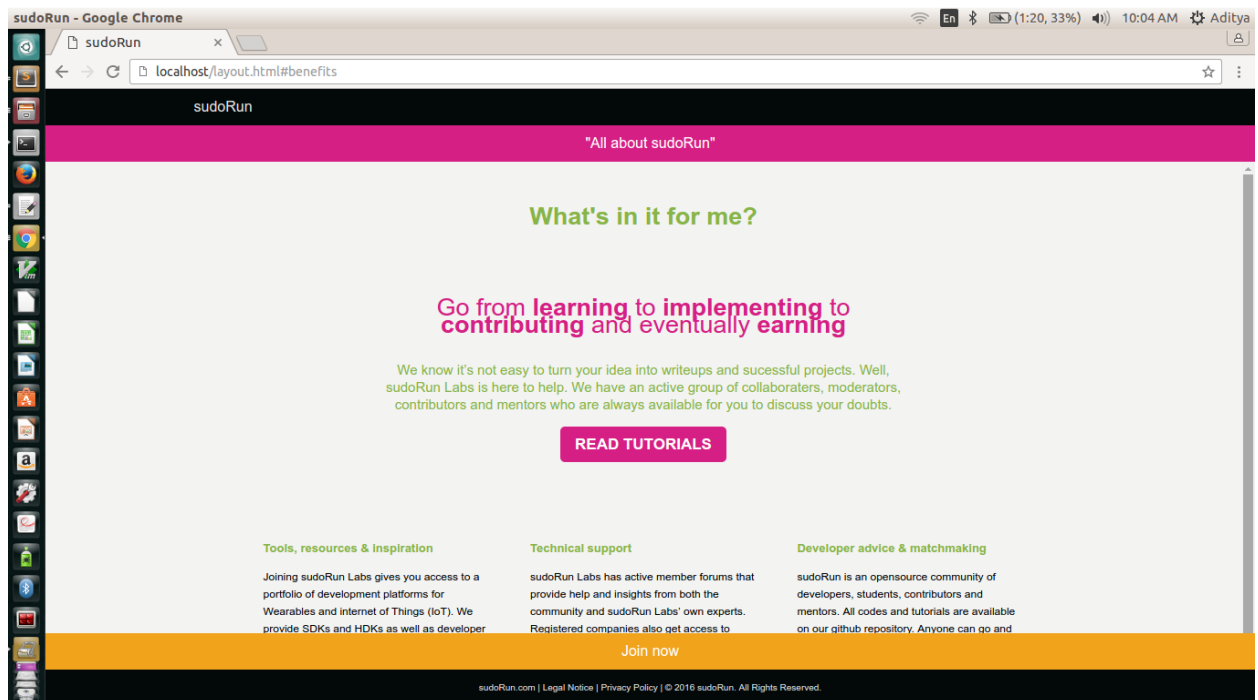 sudoRun - Google Chrome
En (1:20, 33%) 10:04 AM Aditya
sudoRun
localhost/layout.html#benefits
sudoRun
"All about sudoRun"
What's in it for me?
Go from learning to implementing to
contributing and eventually earning
We know it's not easy to turn your idea into writeups and sucessful projects. Well,
sudoRun Labs is here to help. We have an active group of collaboraters, moderators,
contributors and mentors who are always available for you to discuss your doubts.
READ TUTORIALS
Tools, resources & inspiration
Joining sudoRun Labs gives you access to a
portfolio of development platforms for
Wearables and internet of Things (IoT). We
provide SDKs and HDKs as well as developer
Technical support
sudoRun Labs has active member forums that
provide help and insights from both the
community and sudoRun Labs' own experts.
Registered companies also get access to
Developer advice & matchmaking
sudoRun is an opensource community of
developers, students, contributors and
mentors. All codes and tutorials are available
on our github repository. Anyone can go and
Join now
sudoRun.com | Legal Notice | Privacy Policy | © 2016 sudoRun. All Rights Reserved.